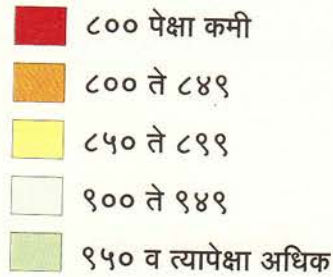 ८०० पेक्षा कमी
८०० ते ८४९
८५० ते ८९९
९०० ते ९४९
९५० व त्यापेक्षा अधिक